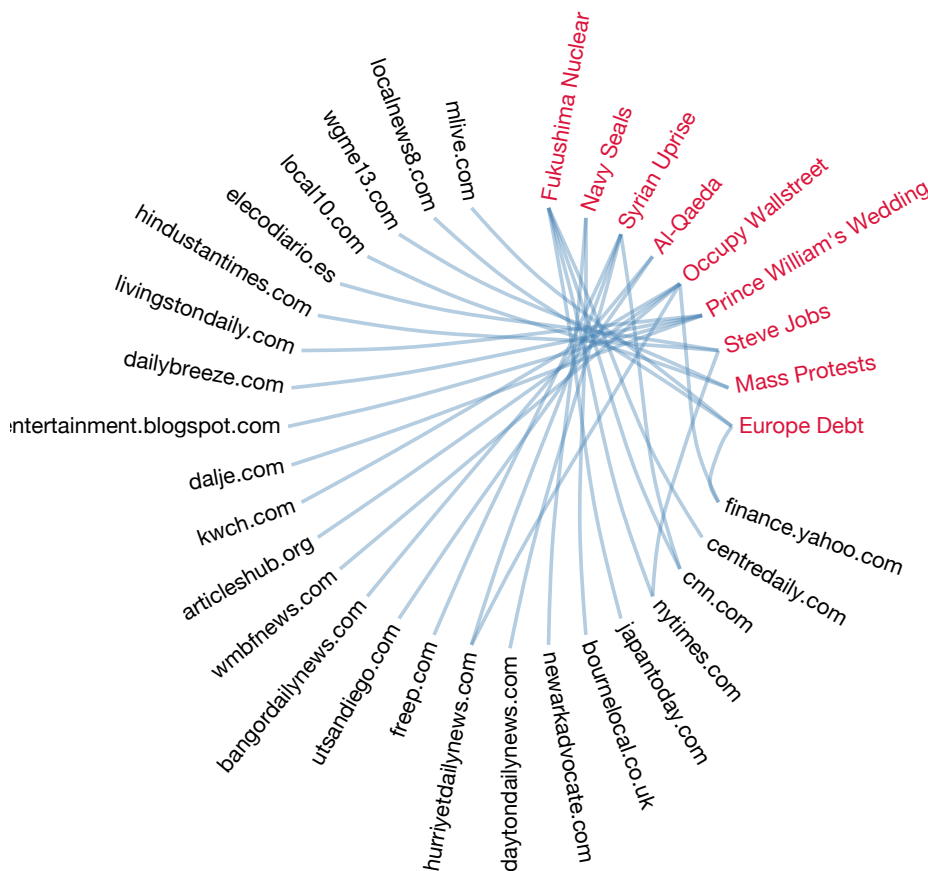 Fukushima Nuclear
Navy Seals
Syrian Uprise
Al-Qaeda
Occupy Wallstreet
Prince William's Wedding
Steve Jobs
Mass Protests
Europe Debt
finance.yahoo.com
centredaily.com
cnn.com
nytimes.com
japantoday.com
bournelocal.co.uk
newarkadvocate.com
daytondailynews.com
hurriyetdailynews.com
freep.com
utsandiego.com
bangordailynews.com
wmbfnews.com
articleshub.org
kwch.com
dalje.com
entertainment.blogspot.com
dailybreeze.com
livingstondaily.com
hindustantimes.com
elecodiario.es
local10.com
wgme13.com
localnews8.com
mlive.com